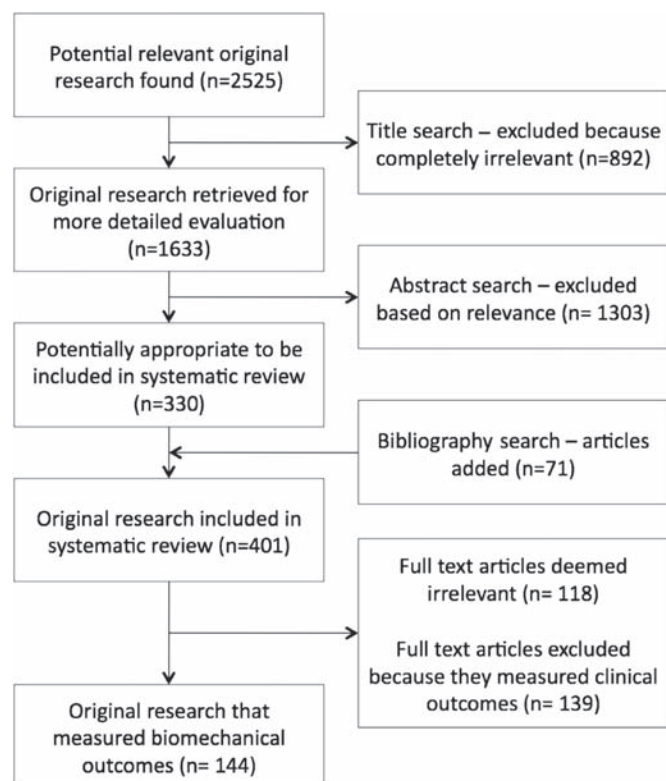 Potential relevant original
research found (n=2525)
Title search – excluded because
completely irrelevant (n=892)
Original research retrieved for
more detailed evaluation
(n=1633)
Abstract search – excluded
based on relevance (n= 1303)
Potentially appropriate to be
included in systematic review
(n=330)
Bibliography search – articles
added (n=71)
Original research included in
systematic review (n=401)
Full text articles deemed
irrelevant (n= 118)
Full text articles excluded
because they measured clinical
outcomes (n= 139)
Original research that
measured biomechanical
outcomes (n= 144)